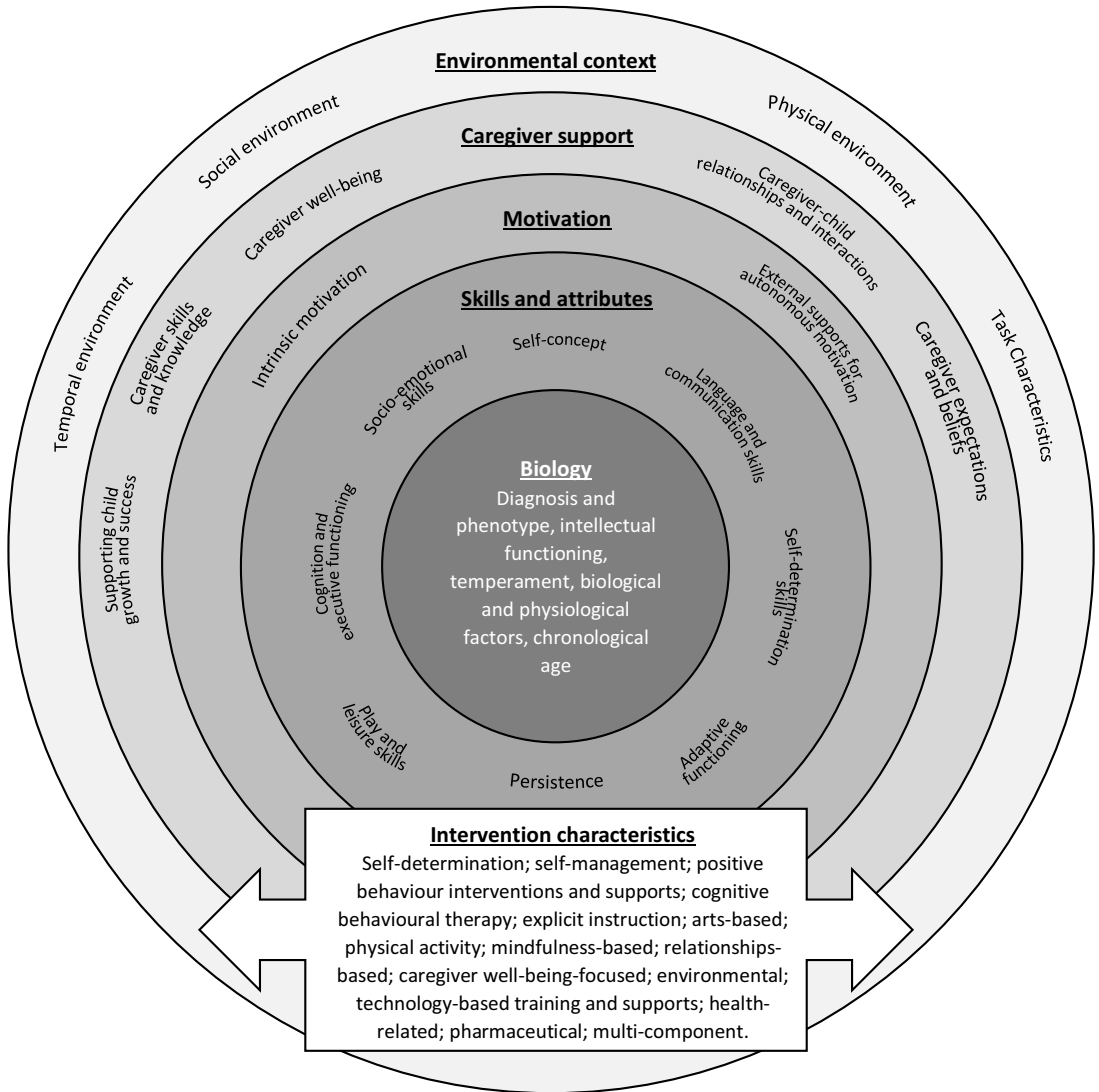 Environmental context
Social environment
Physical environment
Temporal environment
Task Characteristics
Caregiver support
Caregiver well-being
Caregiver-child
relationships and interactions
Caregiver skills
and knowledge
Caregiver expectations
and beliefs
Supporting child
growth and success
Motivation
Intrinsic motivation
External supports for
autonomous motivation
Skills and attributes
Self-concept
Socio-emotional
skills
Language and
communication skills
Cognition and
executive functioning
Self-determination
skills
Play and
leisure skills
Adaptive
functioning
Persistence
Biology
Diagnosis and
phenotype, intellectual
functioning,
temperament, biological
and physiological
factors, chronological
age
Intervention characteristics
Self-determination; self-management; positive
behaviour interventions and supports; cognitive
behavioural therapy; explicit instruction; arts-based;
physical activity; mindfulness-based; relationships-
based; caregiver well-being-focused; environmental;
technology-based training and supports; health-
related; pharmaceutical; multi-component.